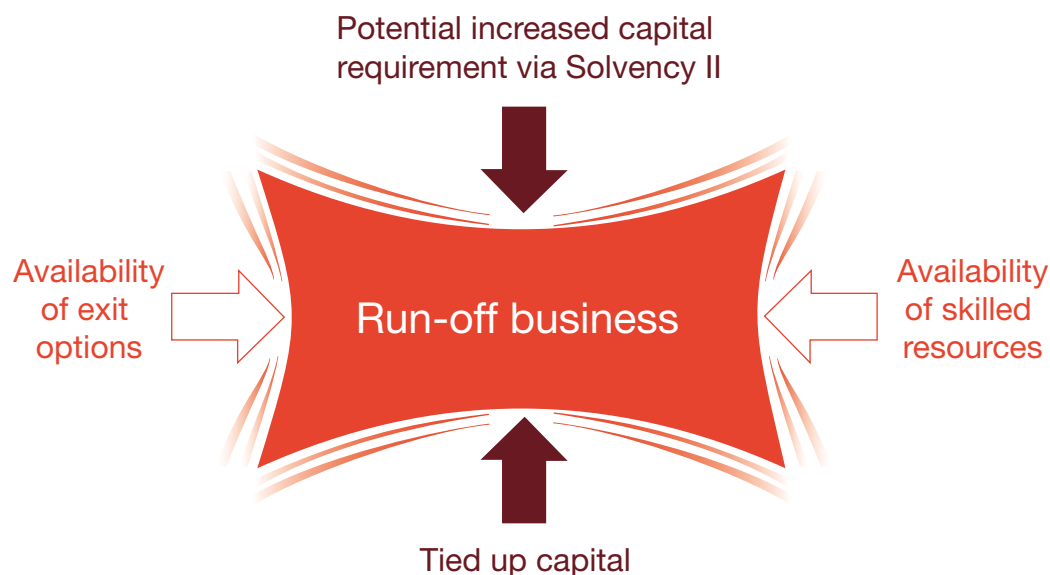 Potential increased capital
requirement via Solvency II
Availability
of exit
options
Run-off business
Availability
of skilled
resources
Tied up capital